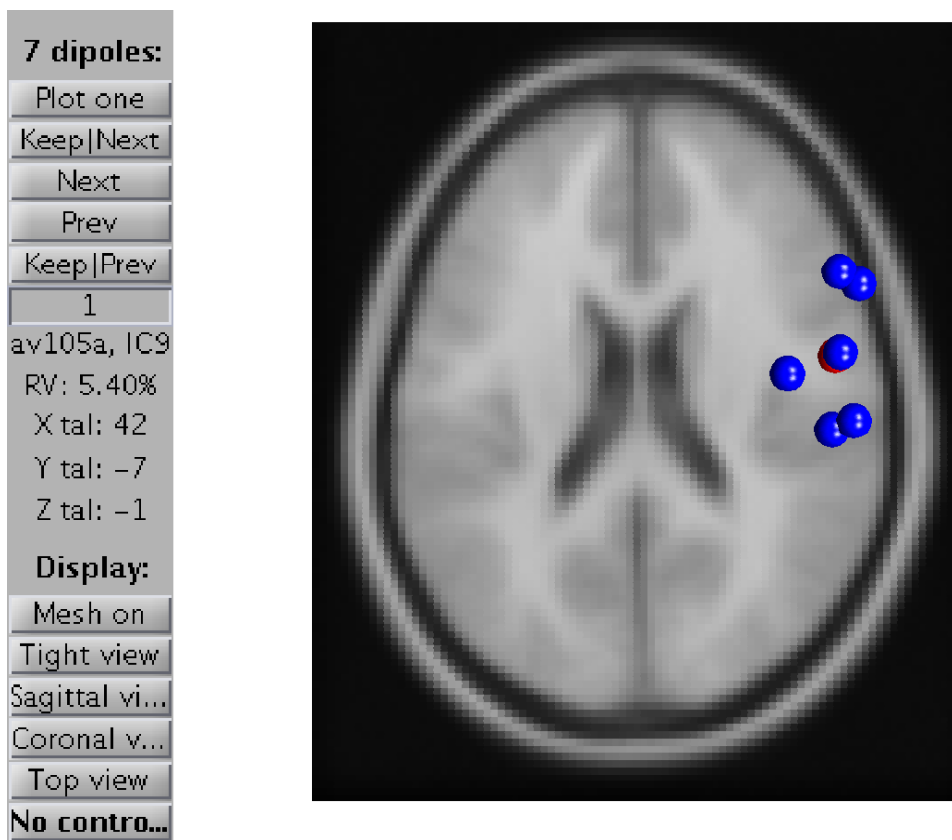 7 dipoles:
Plot one
Keep|Next
Next
Prev
Keep|Prev
1
av105a, IC9
RV: 5.40%
X tal: 42
Y tal: -7
Z tal: -1
Display:
Mesh on
Tight view
Sagittal vi...
Coronal v...
Top view
No contro...